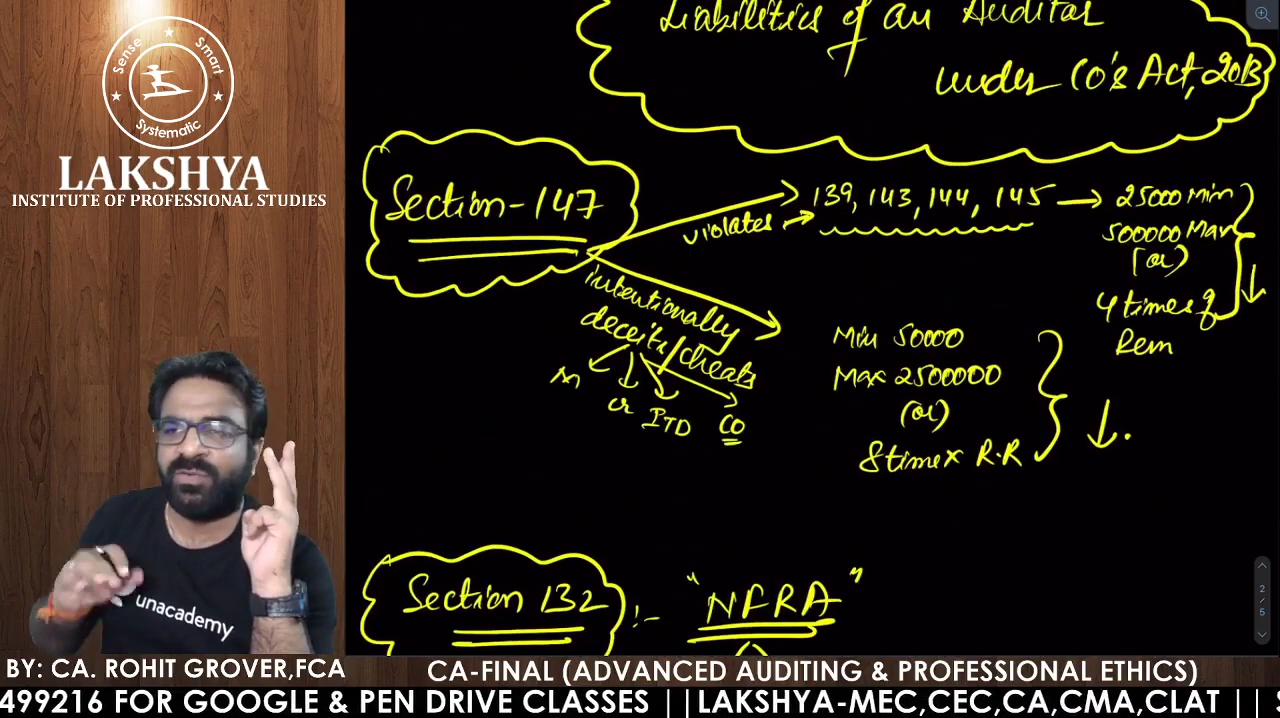 Liabilities of an Auditor
under Co's Act, 2013
Section-147
violates
139, 143, 144, 145
25000 Min
500000 Max
(or)
4 times of
Rem
intentionally
deceits/cheats
ITD
CO
Min 50000
Max 2500000
(or)
8 times R.R
Section 132 :-
"NFRA"
Sense
Smart
Systematic
LAKSHYA
INSTITUTE OF PROFESSIONAL STUDIES
unacademy
2
/
5
BY: CA. ROHIT GROVER,FCA
CA-FINAL (ADVANCED AUDITING & PROFESSIONAL ETHICS)
499216 FOR GOOGLE & PEN DRIVE CLASSES ||LAKSHYA-MEC,CEC,CA,CMA,CLAT ||